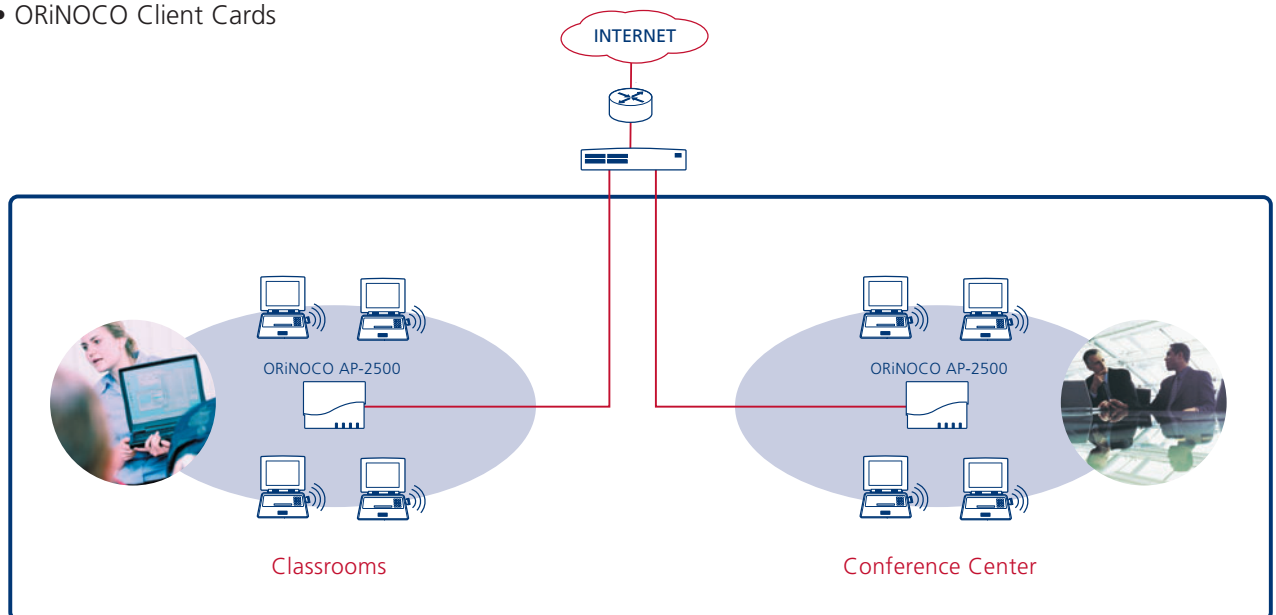 • ORiNOCO Client Cards
INTERNET
ORiNOCO AP-2500
ORiNOCO AP-2500
Classrooms
Conference Center